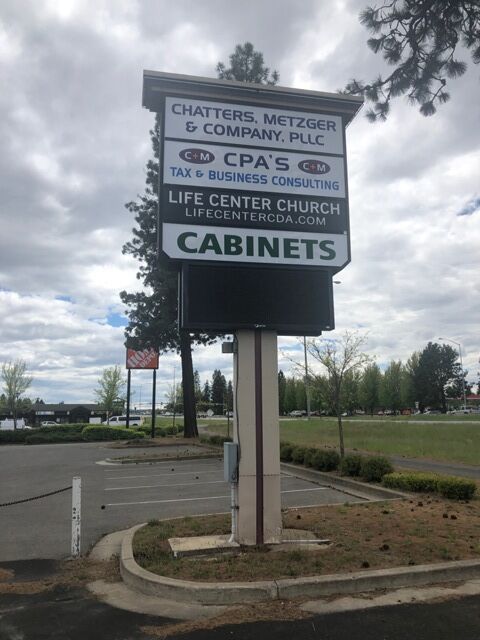 CHATTERS, METZGER
& COMPANY, PLLC
C+M CPA'S C+M
TAX & BUSINESS CONSULTING
LIFE CENTER CHURCH
LIFECENTERCDA.COM
CABINETS